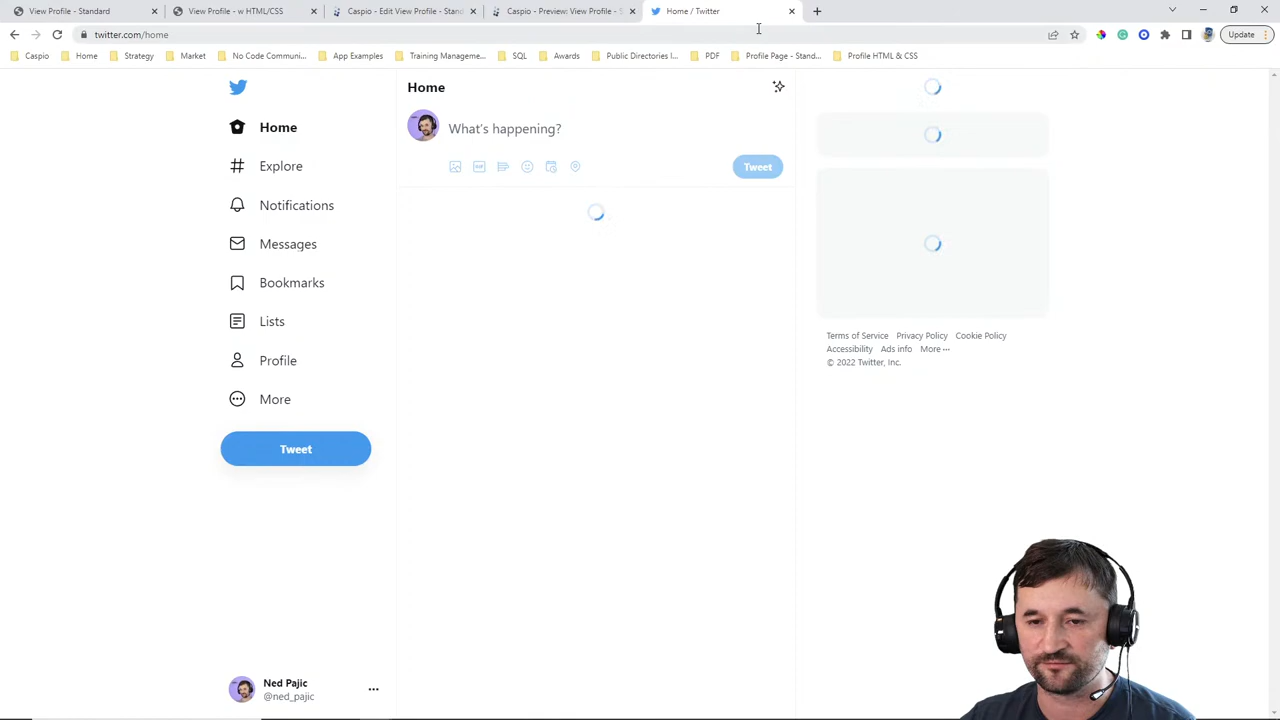 View Profile - Standard
View Profile - w HTML/CSS
Caspio - Edit View Profile - Stand
Caspio - Preview: View Profile - S
Home / Twitter
twitter.com/home
Update
Caspio
Home
Strategy
Market
No Code Communi...
App Examples
Training Manageme...
SQL
Awards
Public Directories I...
PDF
Profile Page - Stand...
Profile HTML & CSS
Home
Explore
Notifications
Messages
Bookmarks
Lists
Profile
More
Tweet
Ned Pajic
@ned_pajic
Home
What's happening?
GIF
Tweet
Terms of Service Privacy Policy Cookie Policy
Accessibility Ads info More ···
© 2022 Twitter, Inc.